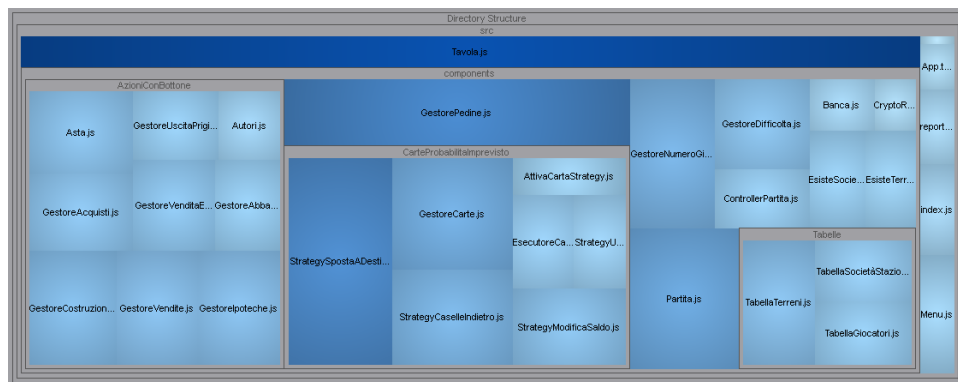 Directory Structure
src
Tavola.js
App.t...
components
AzioniConBottone
Asta.js
GestoreUscitaPrigi...
Autori.js
GestoreAcquisti.js
GestoreVenditaE...
GestoreAbba...
GestoreCostruzion...
GestoreVendite.js
GestoreIpoteche.js
GestorePedine.js
CarteProbabilitaImprevisto
StrategySpostaADesti...
GestoreCarte.js
AttivaCartaStrategy.js
EsecutoreCa...
StrategyU...
StrategyCaselleIndietro.js
StrategyModificaSaldo.js
GestoreNumeroGi...
GestoreDifficolta.js
Banca.js
CryptoR...
ControllerPartita.js
EsisteSocie...
EsisteTerr...
Partita.js
Tabelle
TabellaTerreni.js
TabellaSocietàStazio...
TabellaGiocatori.js
report...
index.js
Menu.js